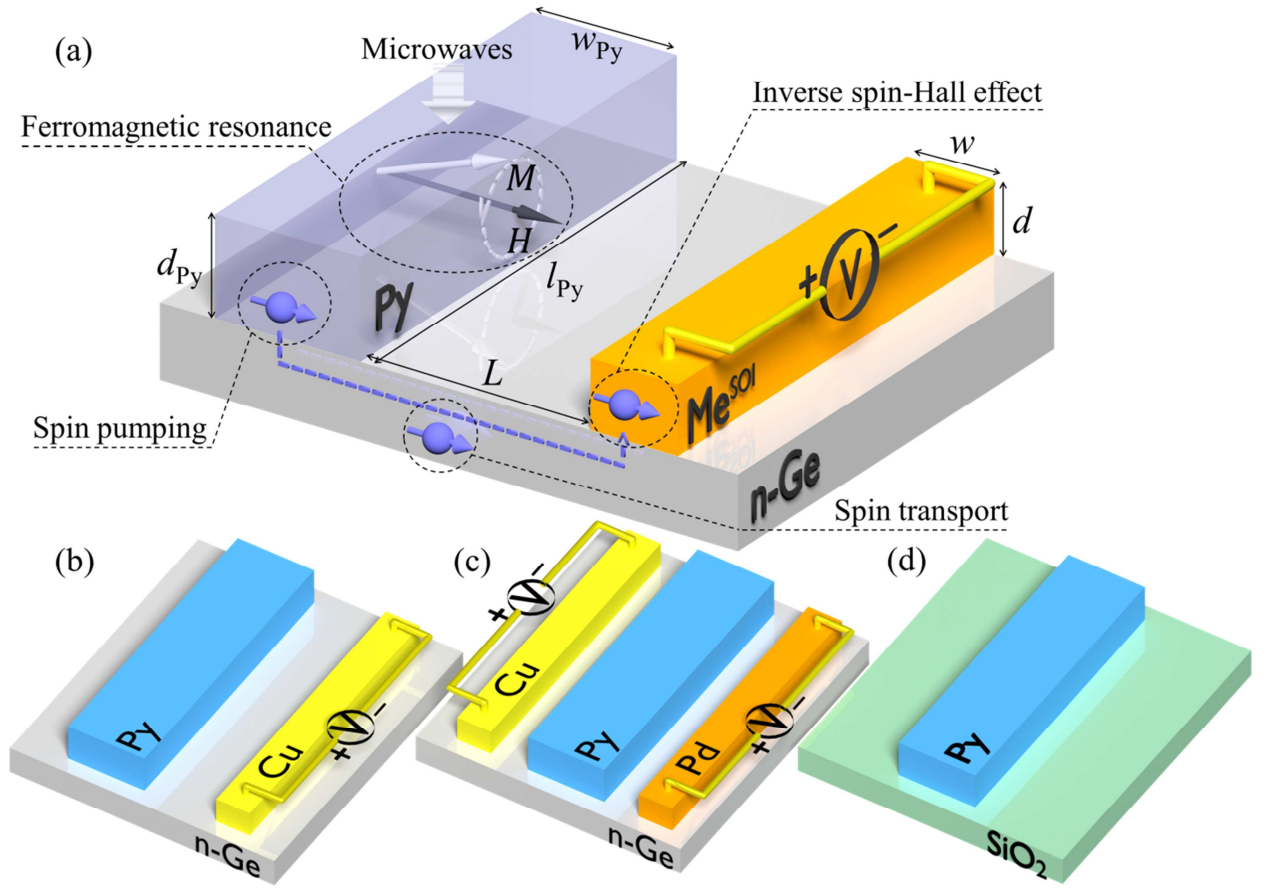 (a)
Microwaves
w_Py
Inverse spin-Hall effect
Ferromagnetic resonance
w
M
H
d
d_Py
l_Py
+ V −
Py
L
Me^SOI
Spin pumping
n-Ge
Spin transport
(b)
Py
Cu
+ V −
n-Ge
(c)
+ V −
Cu
Py
Pd
+ V −
n-Ge
(d)
Py
SiO₂